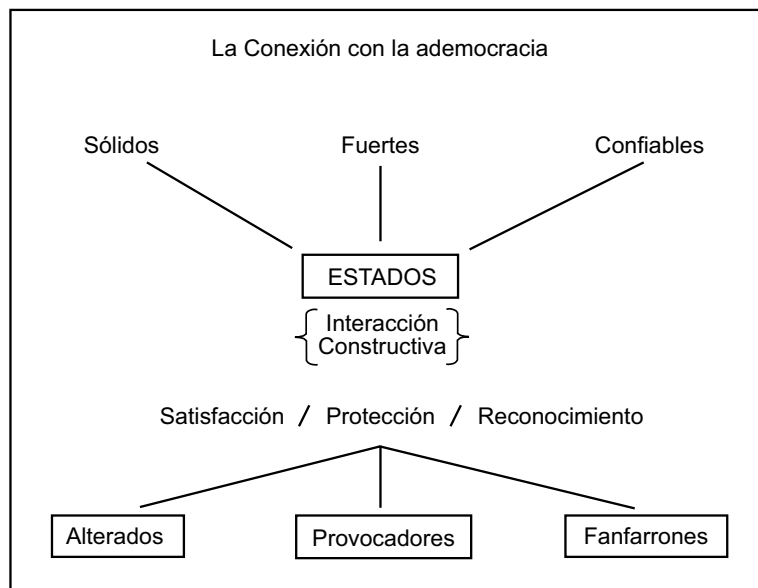 La Conexión con la ademocracia
Sólidos Fuertes Confiables
ESTADOS
Interacción
Constructiva
Satisfacción / Protección / Reconocimiento
Alterados Provocadores Fanfarrones